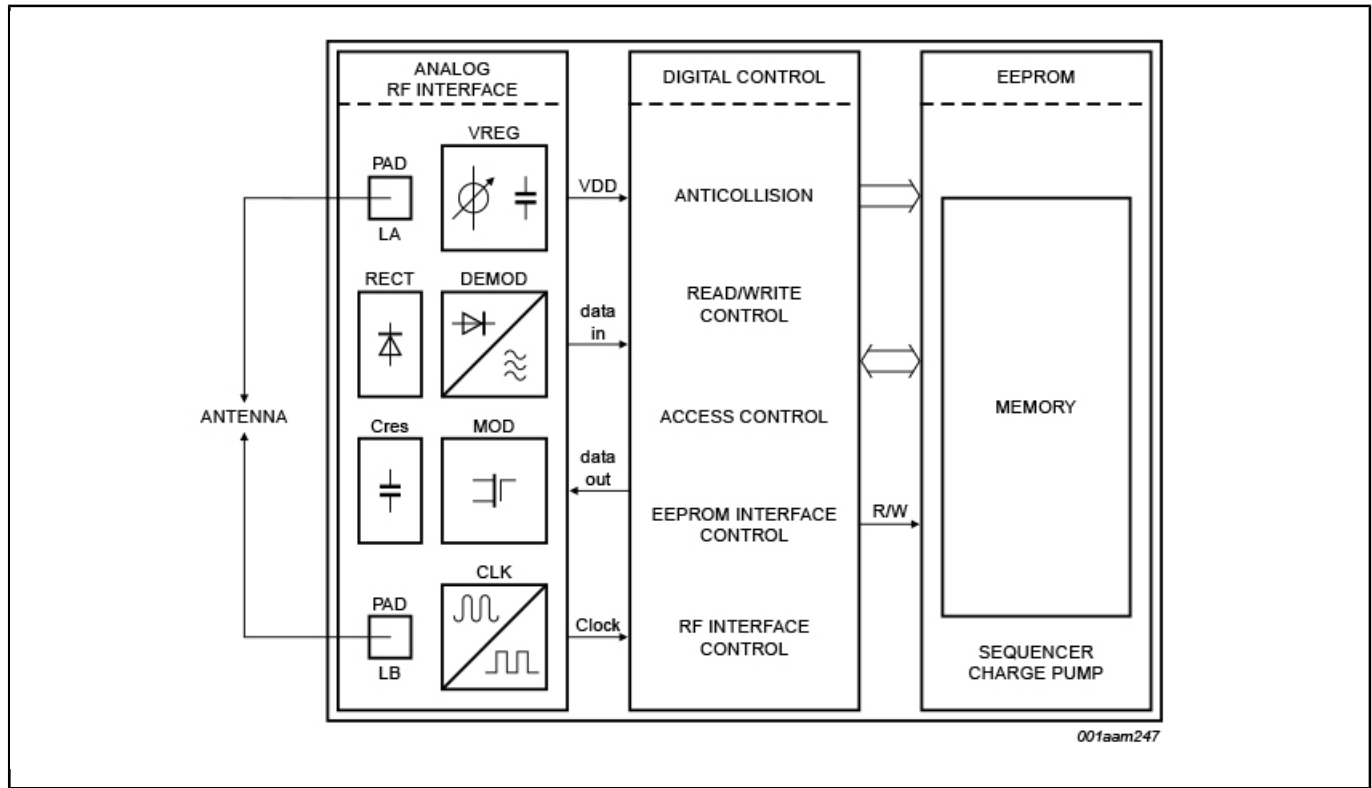 ANALOG
RF INTERFACE
VREG
PAD
LA
RECT
DEMOD
Cres
MOD
CLK
PAD
LB
ANTENNA
VDD
data
in
data
out
Clock
DIGITAL CONTROL
ANTICOLLISION
READ/WRITE
CONTROL
ACCESS CONTROL
EEPROM INTERFACE
CONTROL
RF INTERFACE
CONTROL
R/W
EEPROM
MEMORY
SEQUENCER
CHARGE PUMP
001aam247